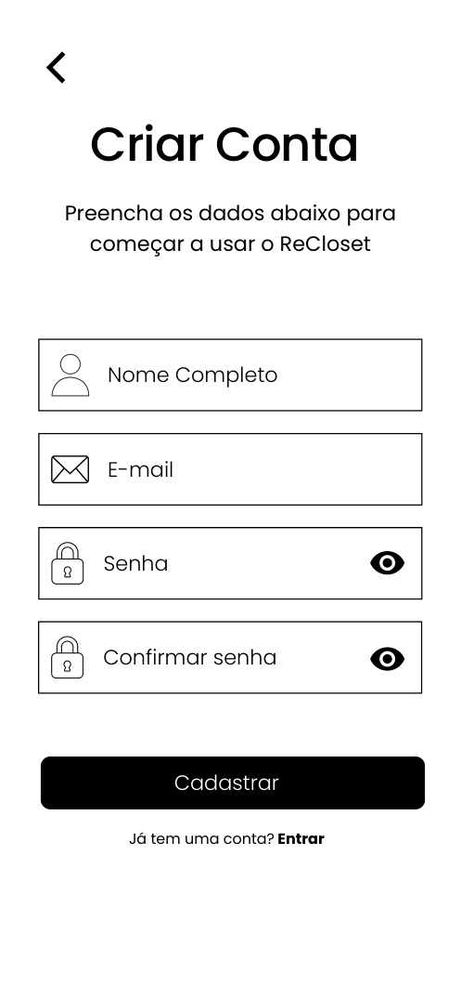 Criar Conta
Preencha os dados abaixo para
começar a usar o ReCloset
Nome Completo
E-mail
Senha
Confirmar senha
Cadastrar
Já tem uma conta? Entrar